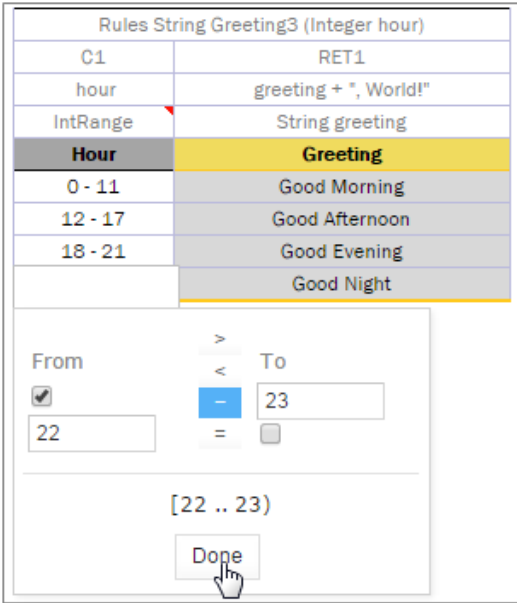 Rules String Greeting3 (Integer hour)
C1 RET1
hour greeting + ", World!"
IntRange String greeting
Hour Greeting
0 - 11 Good Morning
12 - 17 Good Afternoon
18 - 21 Good Evening
Good Night
>
From To
<
– 23
22 =
[22 .. 23)
Done